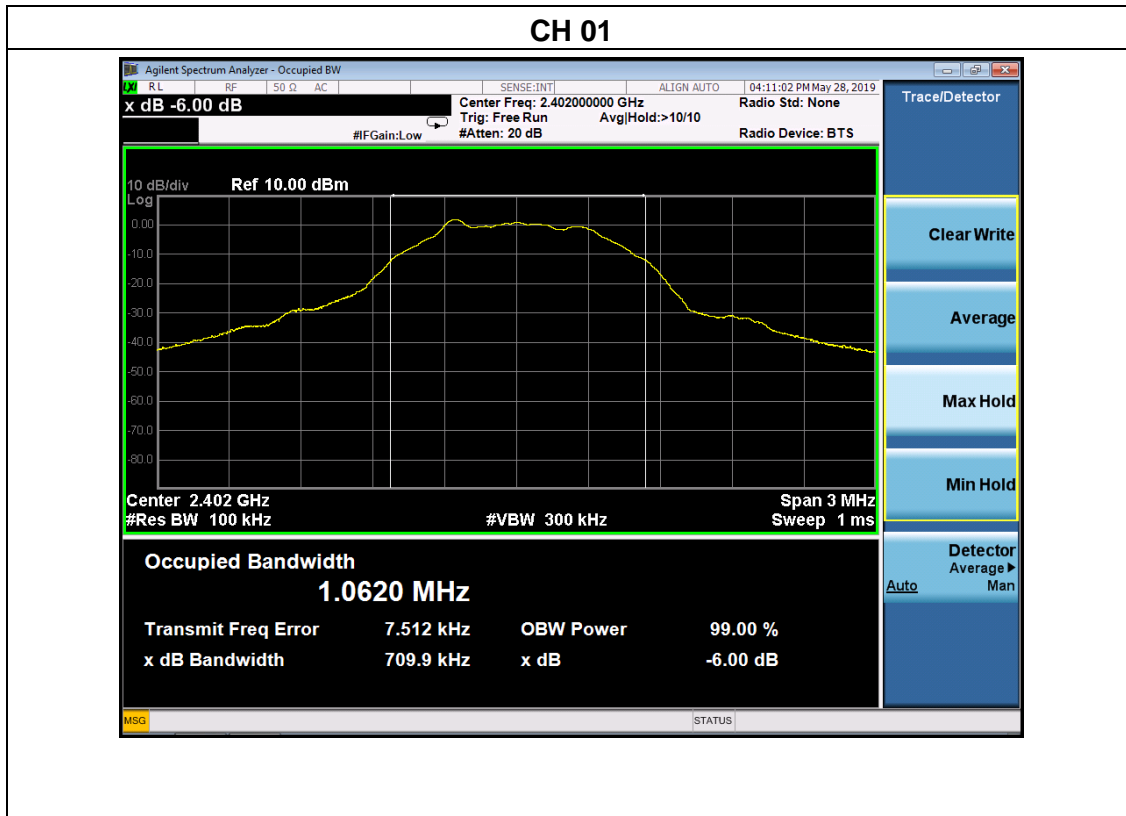 CH 01
Agilent Spectrum Analyzer - Occupied BW
LXI RL RF 50 Ω AC SENSE:INT ALIGN AUTO 04:11:02 PM May 28, 2019
x dB -6.00 dB Center Freq: 2.402000000 GHz Radio Std: None
Trig: Free Run Avg|Hold:>10/10
#IFGain:Low #Atten: 20 dB Radio Device: BTS
Trace/Detector
10 dB/div Ref 10.00 dBm
Log
0.00
-10.0
-20.0
-30.0
-40.0
-50.0
-60.0
-70.0
-80.0
Center 2.402 GHz Span 3 MHz
#Res BW 100 kHz #VBW 300 kHz Sweep 1 ms
Occupied Bandwidth
1.0620 MHz
Transmit Freq Error 7.512 kHz OBW Power 99.00 %
x dB Bandwidth 709.9 kHz x dB -6.00 dB
Clear Write
Average
Max Hold
Min Hold
Detector
Average
Auto Man
MSG STATUS